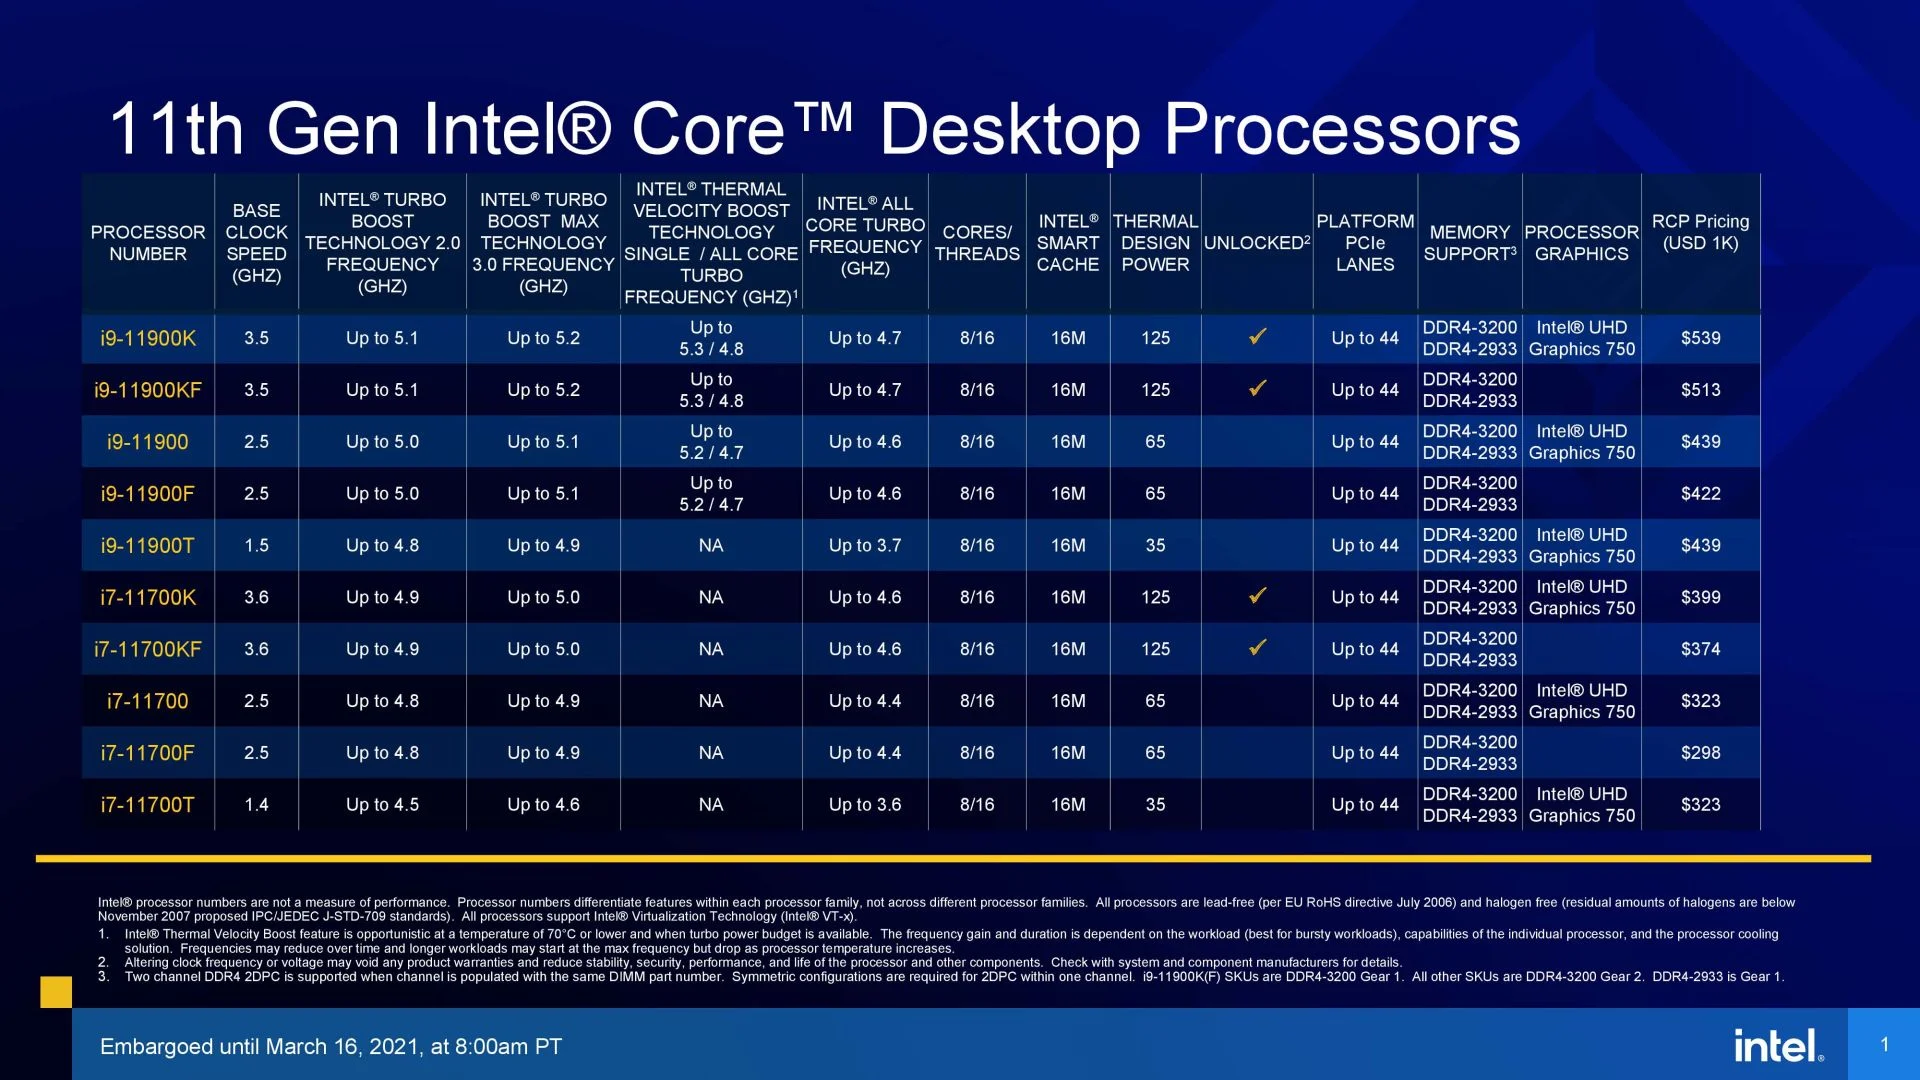 11th Gen Intel® Core™ Desktop Processors
PROCESSOR NUMBER
BASE CLOCK SPEED (GHZ)
INTEL® TURBO BOOST TECHNOLOGY 2.0 FREQUENCY (GHZ)
INTEL® TURBO BOOST MAX TECHNOLOGY 3.0 FREQUENCY (GHZ)
INTEL® THERMAL VELOCITY BOOST TECHNOLOGY SINGLE / ALL CORE TURBO FREQUENCY (GHZ)¹
INTEL® ALL CORE TURBO FREQUENCY (GHZ)
CORES/ THREADS
INTEL® SMART CACHE
THERMAL DESIGN POWER
UNLOCKED²
PLATFORM PCIe LANES
MEMORY SUPPORT³
PROCESSOR GRAPHICS
RCP Pricing (USD 1K)
i9-11900K 3.5 Up to 5.1 Up to 5.2 Up to 5.3 / 4.8 Up to 4.7 8/16 16M 125 ✓ Up to 44 DDR4-3200 DDR4-2933 Intel® UHD Graphics 750 $539
i9-11900KF 3.5 Up to 5.1 Up to 5.2 Up to 5.3 / 4.8 Up to 4.7 8/16 16M 125 ✓ Up to 44 DDR4-3200 DDR4-2933 $513
i9-11900 2.5 Up to 5.0 Up to 5.1 Up to 5.2 / 4.7 Up to 4.6 8/16 16M 65 Up to 44 DDR4-3200 DDR4-2933 Intel® UHD Graphics 750 $439
i9-11900F 2.5 Up to 5.0 Up to 5.1 Up to 5.2 / 4.7 Up to 4.6 8/16 16M 65 Up to 44 DDR4-3200 DDR4-2933 $422
i9-11900T 1.5 Up to 4.8 Up to 4.9 NA Up to 3.7 8/16 16M 35 Up to 44 DDR4-3200 DDR4-2933 Intel® UHD Graphics 750 $439
i7-11700K 3.6 Up to 4.9 Up to 5.0 NA Up to 4.6 8/16 16M 125 ✓ Up to 44 DDR4-3200 DDR4-2933 Intel® UHD Graphics 750 $399
i7-11700KF 3.6 Up to 4.9 Up to 5.0 NA Up to 4.6 8/16 16M 125 ✓ Up to 44 DDR4-3200 DDR4-2933 $374
i7-11700 2.5 Up to 4.8 Up to 4.9 NA Up to 4.4 8/16 16M 65 Up to 44 DDR4-3200 DDR4-2933 Intel® UHD Graphics 750 $323
i7-11700F 2.5 Up to 4.8 Up to 4.9 NA Up to 4.4 8/16 16M 65 Up to 44 DDR4-3200 DDR4-2933 $298
i7-11700T 1.4 Up to 4.5 Up to 4.6 NA Up to 3.6 8/16 16M 35 Up to 44 DDR4-3200 DDR4-2933 Intel® UHD Graphics 750 $323
Intel® processor numbers are not a measure of performance. Processor numbers differentiate features within each processor family, not across different processor families. All processors are lead-free (per EU RoHS directive July 2006) and halogen free (residual amounts of halogens are below
November 2007 proposed IPC/JEDEC J-STD-709 standards). All processors support Intel® Virtualization Technology (Intel® VT-x).
1. Intel® Thermal Velocity Boost feature is opportunistic at a temperature of 70°C or lower and when turbo power budget is available. The frequency gain and duration is dependent on the workload (best for bursty workloads), capabilities of the individual processor, and the processor cooling
solution. Frequencies may reduce over time and longer workloads may start at the max frequency but drop as processor temperature increases.
2. Altering clock frequency or voltage may void any product warranties and reduce stability, security, performance, and life of the processor and other components. Check with system and component manufacturers for details.
3. Two channel DDR4 2DPC is supported when channel is populated with the same DIMM part number. Symmetric configurations are required for 2DPC within one channel. i9-11900K(F) SKUs are DDR4-3200 Gear 1. All other SKUs are DDR4-3200 Gear 2. DDR4-2933 is Gear 1.
Embargoed until March 16, 2021, at 8:00am PT
intel®
1